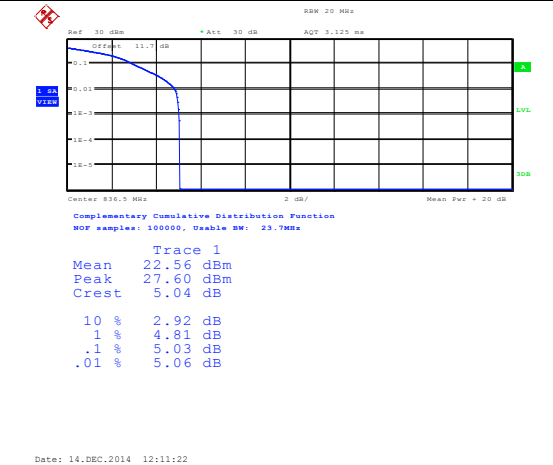 RBW 20 MHz
Ref 30 dBm * Att 30 dB AQT 3.125 ms
Offset 11.7 dB
0.1
A
1 SA
VIEW
0.01
LVL
1E-3
1E-4
1E-5
3DB
Center 836.5 MHz 2 dB/ Mean Pwr + 20 dB
Complementary Cumulative Distribution Function
NOF samples: 100000, Usable BW: 23.7MHz
Trace 1
Mean 22.56 dBm
Peak 27.60 dBm
Crest 5.04 dB
10 % 2.92 dB
1 % 4.81 dB
.1 % 5.03 dB
.01 % 5.06 dB
Date: 14.DEC.2014 12:11:22